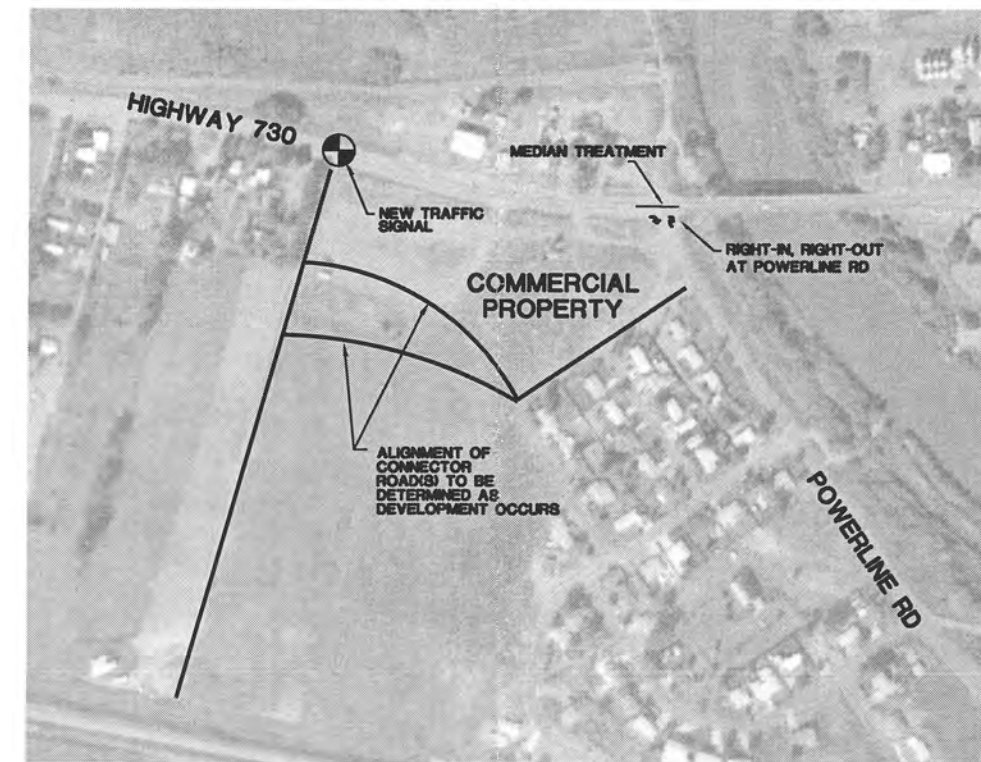 HIGHWAY 730
MEDIAN TREATMENT
NEW TRAFFIC
SIGNAL
RIGHT-IN, RIGHT-OUT
AT POWERLINE RD
COMMERCIAL
PROPERTY
ALIGNMENT OF
CONNECTOR
ROAD(S) TO BE
DETERMINED AS
DEVELOPMENT OCCURS
POWERLINE RD